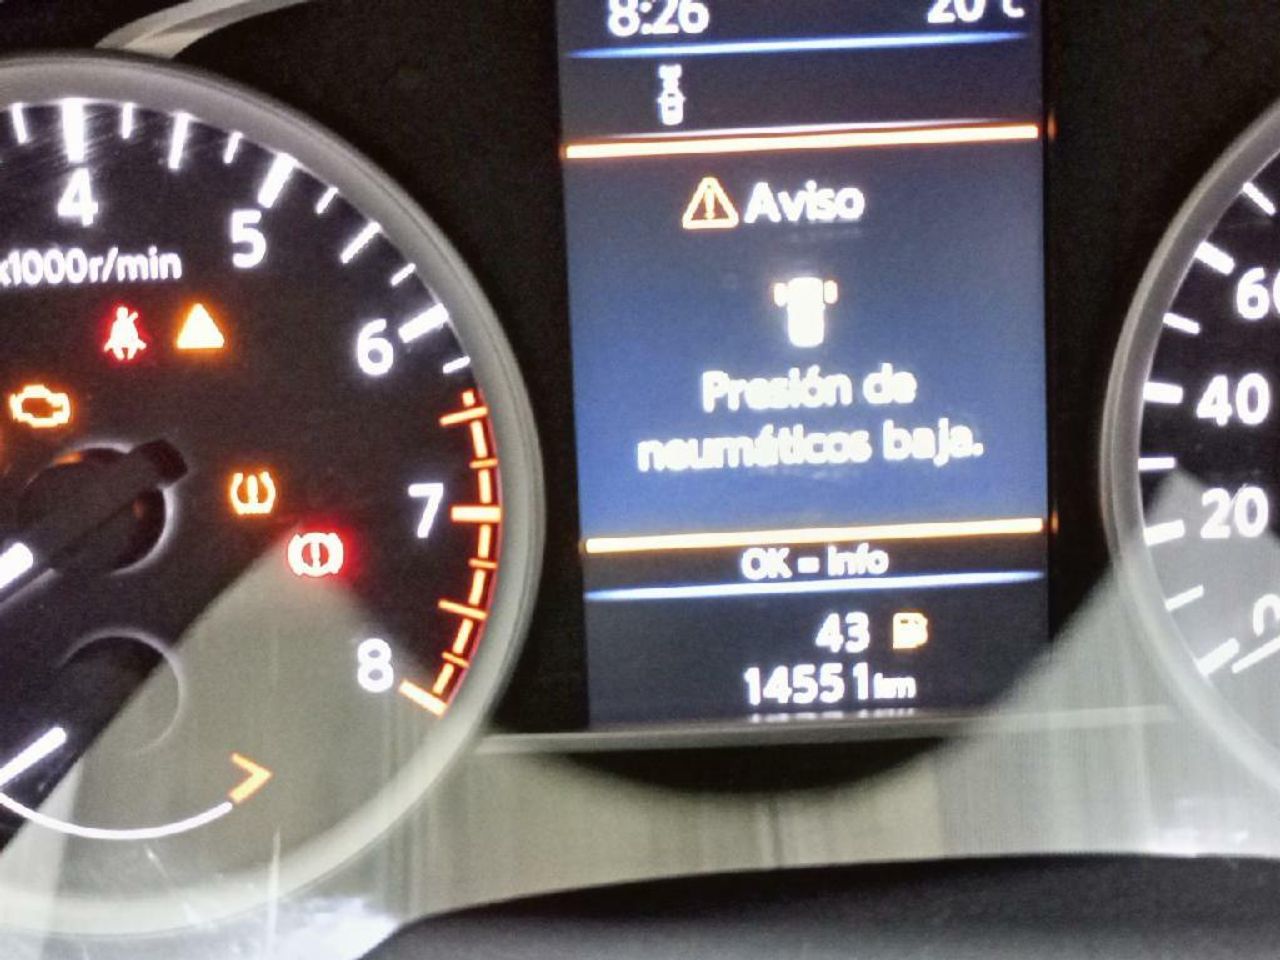 8:26 20°C
Aviso
Presión de
neumáticos baja.
OK = Info
43
14551 km
4
5
x1000r/min
6
7
8
60
40
20